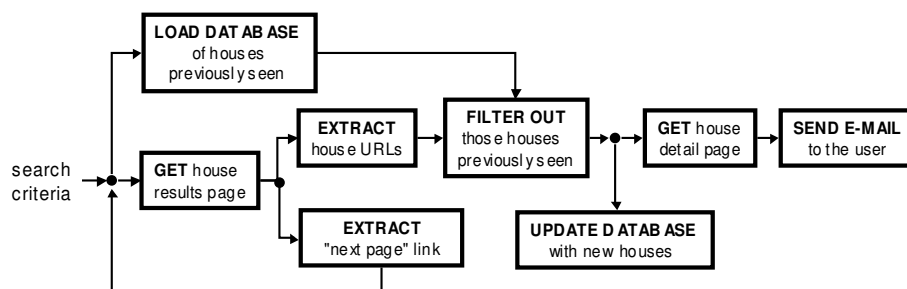 LOAD DATABASE
of houses
previously seen
EXTRACT
house URLs
FILTER OUT
those houses
previously seen
GET house
detail page
SEND E-MAIL
to the user
search
criteria
GET house
results page
EXTRACT
"next page" link
UPDATE DATABASE
with new houses